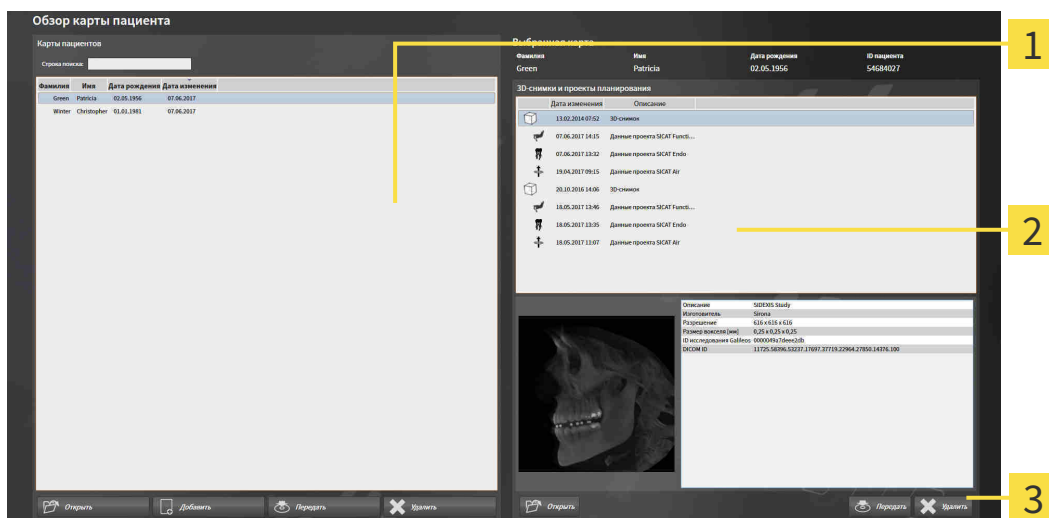 Обзор карты пациента
Карты пациентов
Строка поиска:
Фамилия Имя Дата рождения Дата изменения
Green Patricia 02.05.1956 07.06.2017
Winter Christopher 01.01.1981 07.06.2017
Открыть Добавить Передать Удалить
Выбранная карта
Фамилия Имя Дата рождения ID пациента
Green Patricia 02.05.1956 54684027
3D-снимки и проекты планирования
Дата изменения Описание
13.02.2014 07:52 3D-снимок
07.06.2017 14:15 Данные проекта SICAT Functi...
07.06.2017 13:32 Данные проекта SICAT Endo
19.04.2017 09:15 Данные проекта SICAT Air
20.10.2016 14:06 3D-снимок
18.05.2017 13:46 Данные проекта SICAT Functi...
18.05.2017 13:35 Данные проекта SICAT Endo
18.05.2017 11:07 Данные проекта SICAT Air
Описание SIDEXIS Study
Изготовитель Sirona
Разрешение 616 x 616 x 616
Размер вокселя [мм] 0,25 x 0,25 x 0,25
ID исследования Galileos 0000049a7deee2db
DICOM ID 11725.58396.53237.17697.37719.22964.27850.14376.100
Открыть Передать Удалить
1
2
3